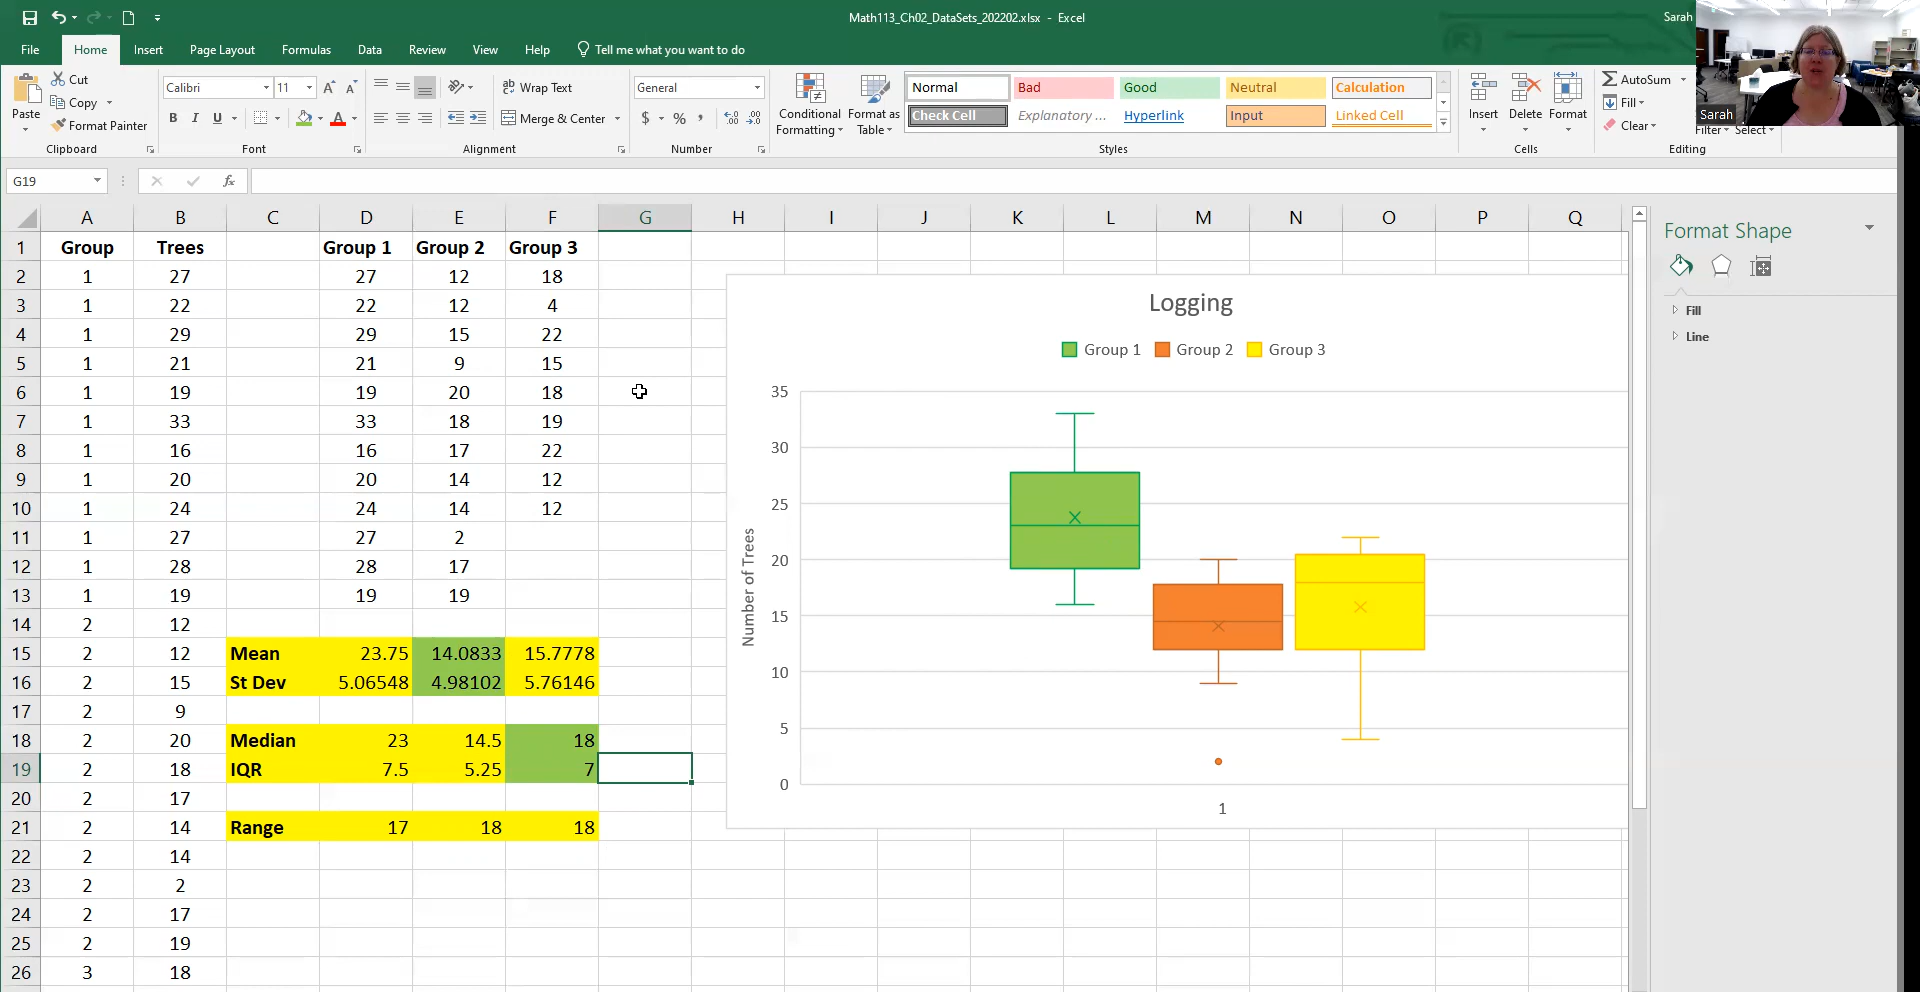 Math113_Ch02_DataSets_202202.xlsx - Excel
Sarah
File Home Insert Page Layout Formulas Data Review View Help Tell me what you want to do
Paste
Cut
Copy
Format Painter
Clipboard
Calibri 11
B I U
Font
Wrap Text
Merge & Center
Alignment
General
$ % ,
Number
Conditional Formatting
Format as Table
Normal Bad Good Neutral Calculation
Check Cell Explanatory ... Hyperlink Input Linked Cell
Styles
Insert Delete Format
Cells
AutoSum
Fill
Clear
Filter Select
Editing
Sarah
G19 fx
A B C D E F G H I J K L M N O P Q
1 Group Trees Group 1 Group 2 Group 3
2 1 27 27 12 18
3 1 22 22 12 4
4 1 29 29 15 22
5 1 21 21 9 15
6 1 19 19 20 18
7 1 33 33 18 19
8 1 16 16 17 22
9 1 20 20 14 12
10 1 24 24 14 12
11 1 27 27 2
12 1 28 28 17
13 1 19 19 19
14 2 12
15 2 12 Mean 23.75 14.0833 15.7778
16 2 15 St Dev 5.06548 4.98102 5.76146
17 2 9
18 2 20 Median 23 14.5 18
19 2 18 IQR 7.5 5.25 7
20 2 17
21 2 14 Range 17 18 18
22 2 14
23 2 2
24 2 17
25 2 19
26 3 18
Logging
Group 1 Group 2 Group 3
Number of Trees
35
30
25
20
15
10
5
0
1
Format Shape
Fill
Line